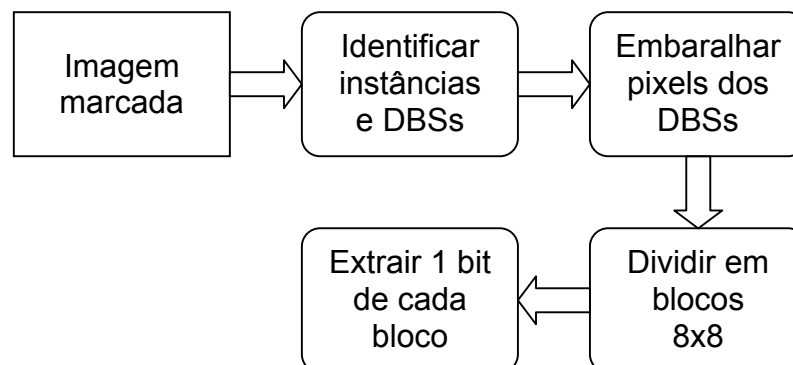 Imagem
marcada
Identificar
instâncias
e DBSs
Embaralhar
pixels dos
DBSs
Dividir em
blocos
8x8
Extrair 1 bit
de cada
bloco